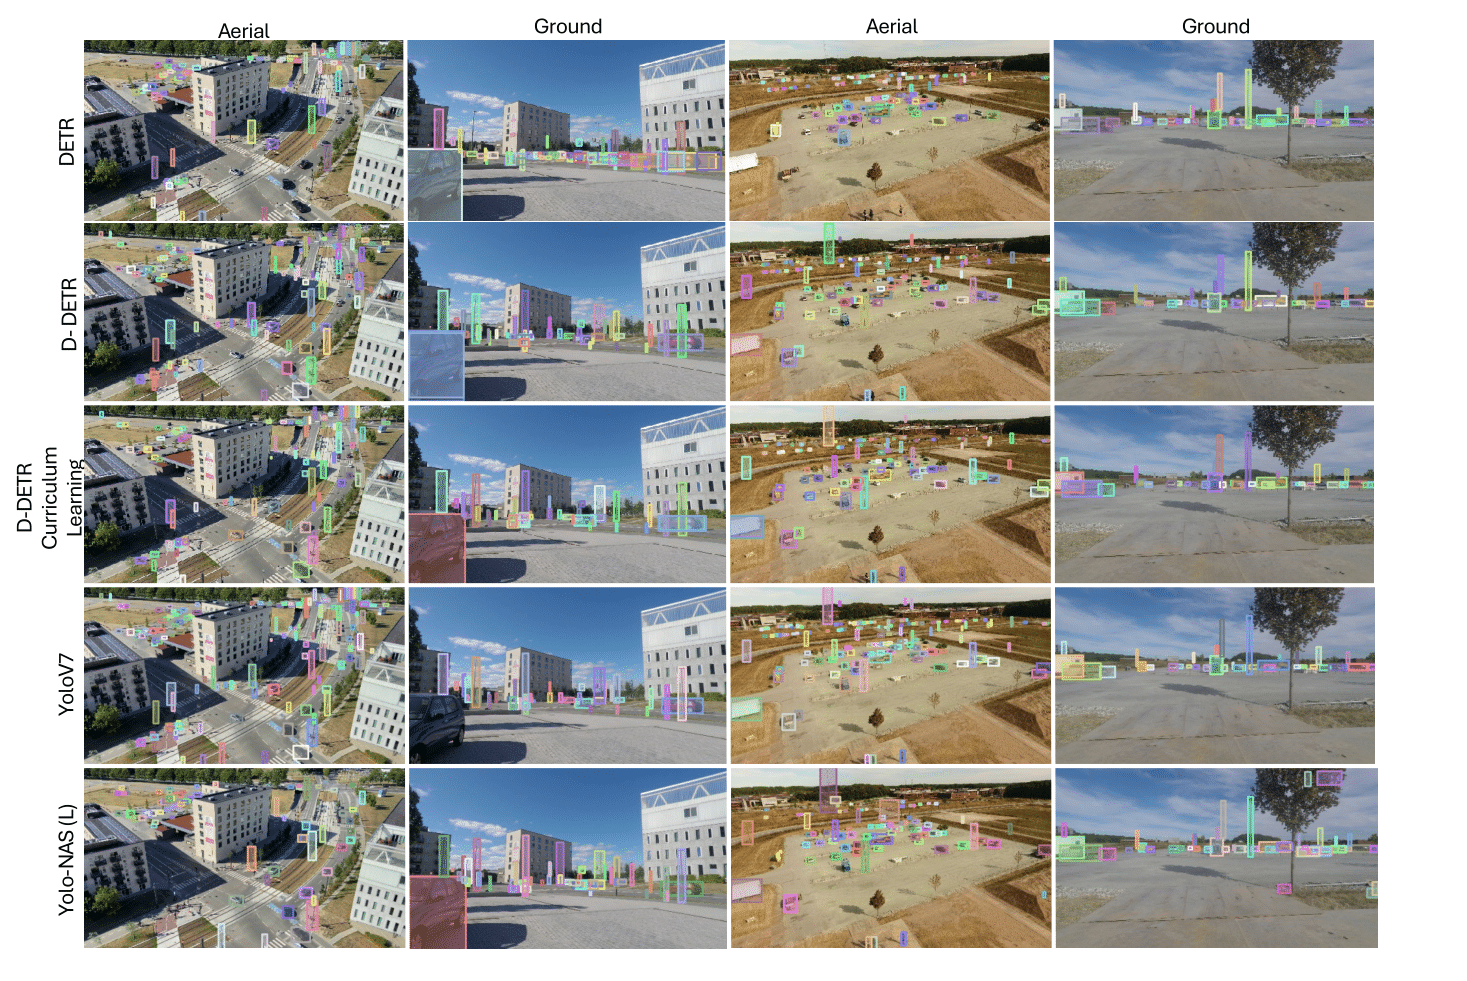 Aerial Ground Aerial Ground
DETR
D- DETR
D-DETR
Curriculum
Learning
YoloV7
Yolo-NAS (L)